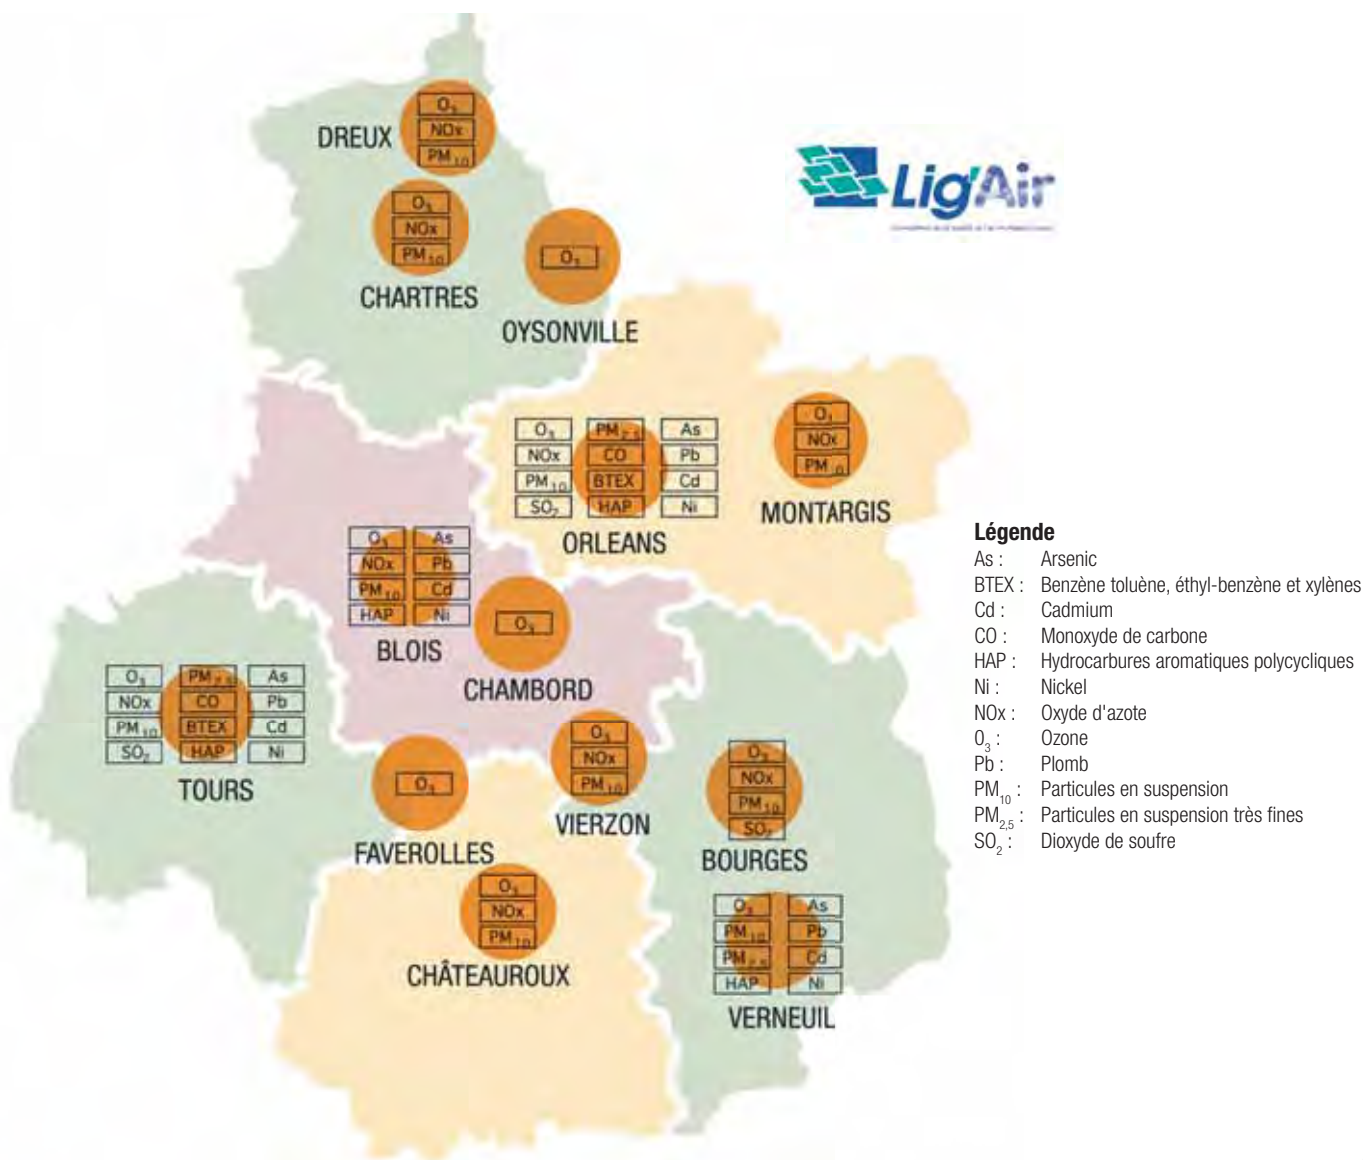 O3
NOx
PM10
DREUX
Lig'Air
O3
NOx
PM10
CHARTRES
O3
OYSONVILLE
O3
NOx
PM10
MONTARGIS
O3 PM2,5 As
NOx CO Pb
PM10 BTEX Cd
SO2 HAP Ni
ORLEANS
O3 As
NOx Pb
PM10 Cd
HAP Ni
BLOIS
O3
CHAMBORD
O3 PM2,5 As
NOx CO Pb
PM10 BTEX Cd
SO2 HAP Ni
TOURS
O3
FAVEROLLES
O3
NOx
PM10
VIERZON
O3
NOx
PM10
SO2
BOURGES
O3
NOx
PM10
CHÂTEAUROUX
O3 As
PM10 Pb
PM2,5 Cd
HAP Ni
VERNEUIL
Légende
As : Arsenic
BTEX : Benzène toluène, éthyl-benzène et xylènes
Cd : Cadmium
CO : Monoxyde de carbone
HAP : Hydrocarbures aromatiques polycycliques
Ni : Nickel
NOx : Oxyde d'azote
O3 : Ozone
Pb : Plomb
PM10 : Particules en suspension
PM2,5 : Particules en suspension très fines
SO2 : Dioxyde de soufre